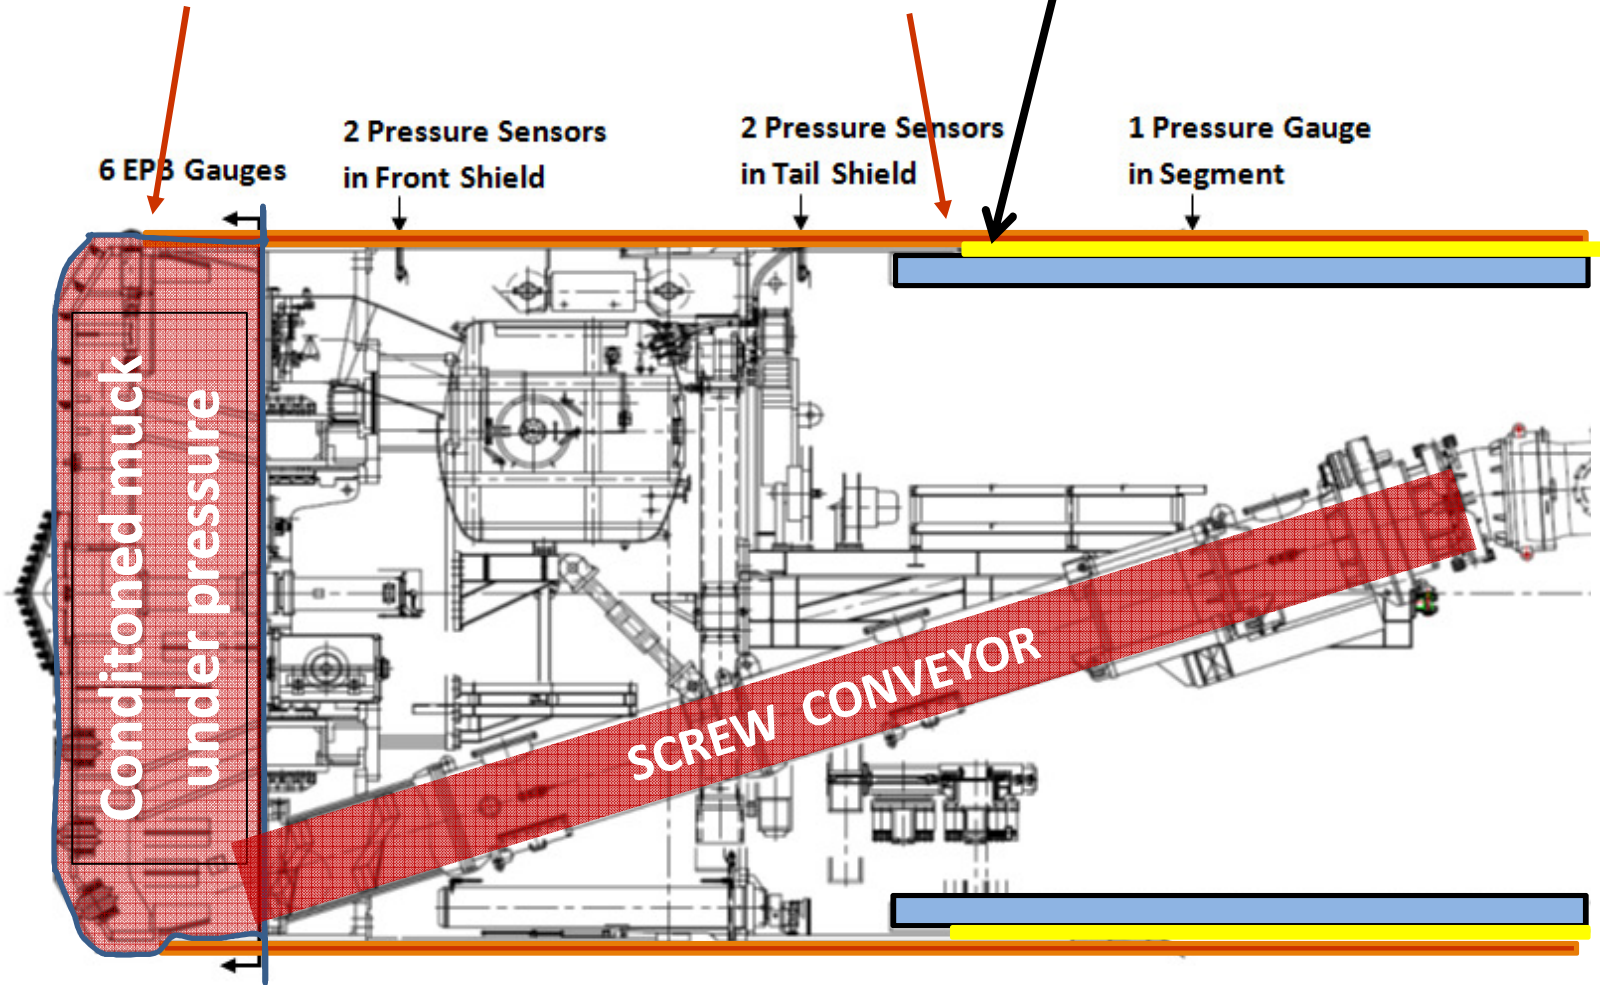 6 EPB Gauges
2 Pressure Sensors
in Front Shield
2 Pressure Sensors
in Tail Shield
1 Pressure Gauge
in Segment
Conditoned muck
under pressure
SCREW CONVEYOR